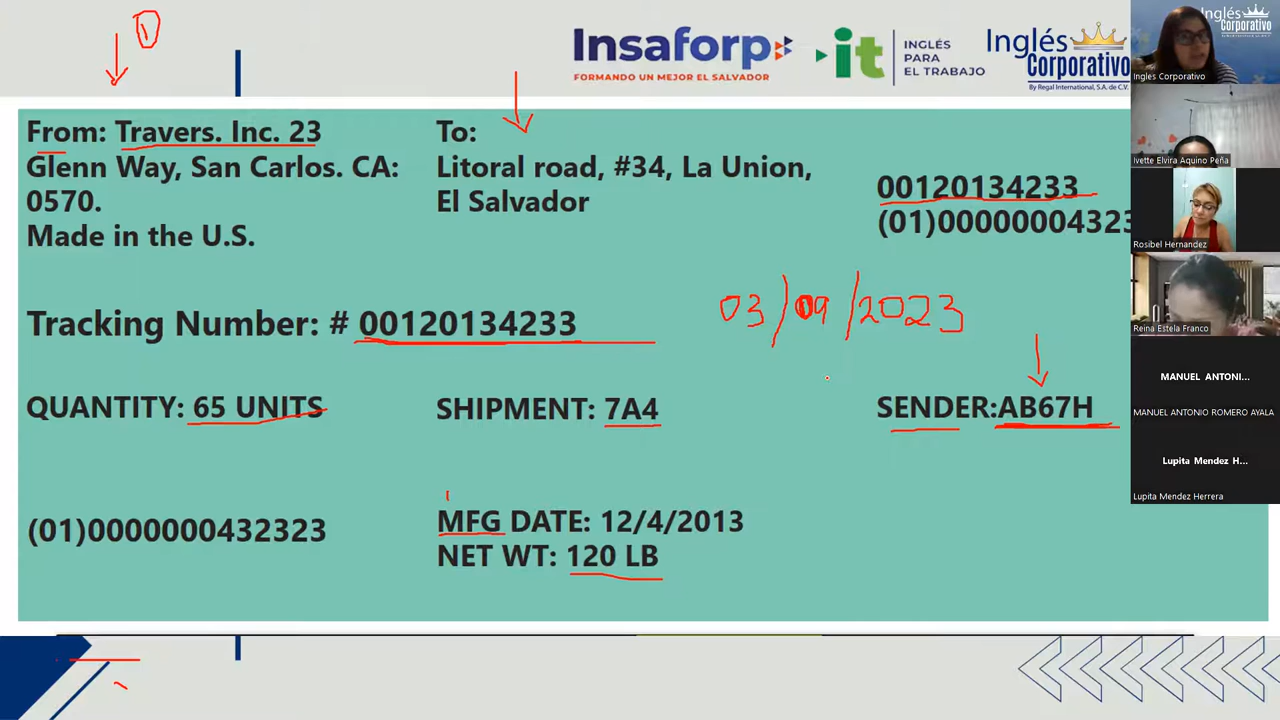 Insaforp
FORMANDO UN MEJOR EL SALVADOR
it
INGLÉS
PARA
EL TRABAJO
Inglés
Corporativo
By Regal International, S.A. de C.V.
From: Travers. Inc. 23
Glenn Way, San Carlos. CA:
0570.
Made in the U.S.
To:
Litoral road, #34, La Union,
El Salvador
00120134233
(01)00000004323
Tracking Number: # 00120134233
03/09/2023
QUANTITY: 65 UNITS
SHIPMENT: 7A4
SENDER:AB67H
(01)0000000432323
MFG DATE: 12/4/2013
NET WT: 120 LB
Inglés
Corporativo
Ingles Corporativo
Ivette Elvira Aquino Peña
Rosibel Hernandez
Reina Estela Franco
MANUEL ANTONI...
MANUEL ANTONIO ROMERO AYALA
Lupita Mendez H...
Lupita Mendez Herrera